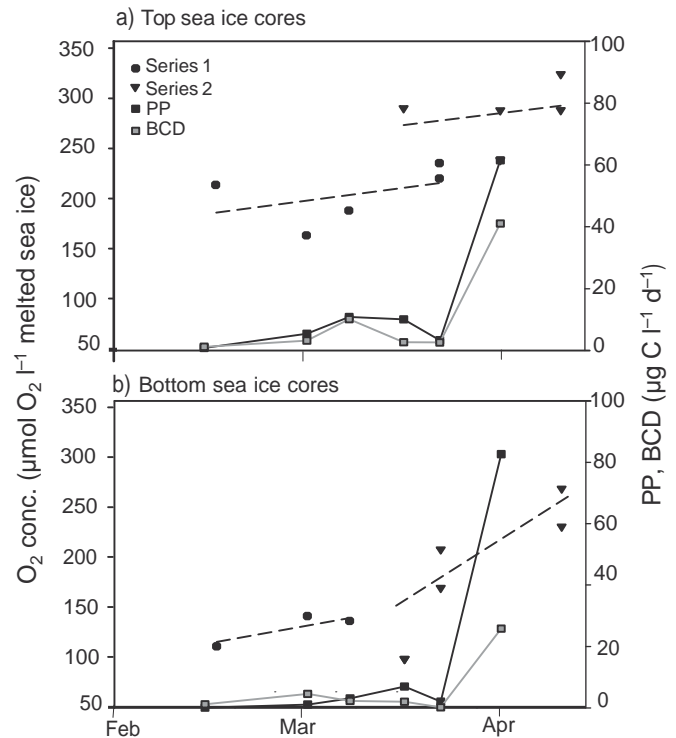 a) Top sea ice cores
350
300
250
200
150
100
50
100
80
60
40
20
0
Series 1
Series 2
PP
BCD
b) Bottom sea ice cores
350
300
250
200
150
100
50
100
80
60
40
20
0
Feb
Mar
Apr
O₂ conc. (µmol O₂ l⁻¹ melted sea ice)
PP, BCD (µg C l⁻¹ d⁻¹)